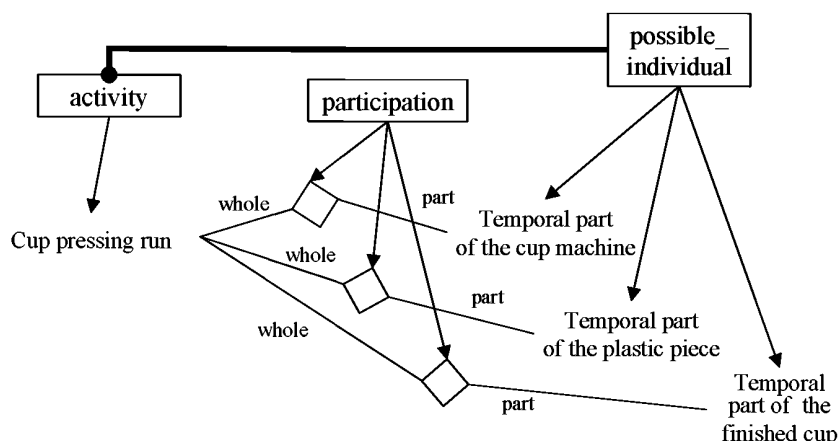 possible_
individual
activity
participation
whole
part
Temporal part
of the cup machine
Cup pressing run
whole
part
Temporal part
of the plastic piece
whole
part
Temporal
part of the
finished cup